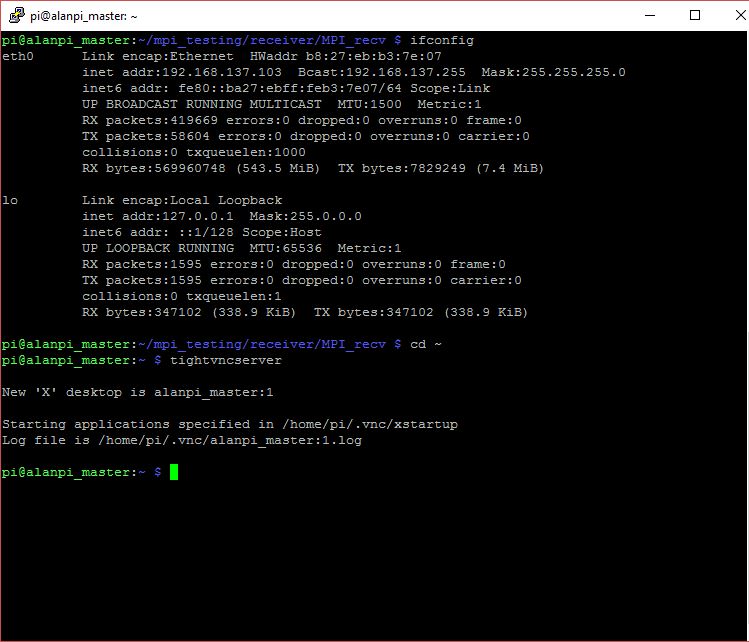 pi@alanpi_master: ~
pi@alanpi_master:~/mpi_testing/receiver/MPI_recv $ ifconfig
eth0      Link encap:Ethernet  HWaddr b8:27:eb:b3:7e:07
          inet addr:192.168.137.103  Bcast:192.168.137.255  Mask:255.255.255.0
          inet6 addr: fe80::ba27:ebff:feb3:7e07/64 Scope:Link
          UP BROADCAST RUNNING MULTICAST  MTU:1500  Metric:1
          RX packets:419669 errors:0 dropped:0 overruns:0 frame:0
          TX packets:58604 errors:0 dropped:0 overruns:0 carrier:0
          collisions:0 txqueuelen:1000
          RX bytes:569960748 (543.5 MiB)  TX bytes:7829249 (7.4 MiB)
lo        Link encap:Local Loopback
          inet addr:127.0.0.1  Mask:255.0.0.0
          inet6 addr: ::1/128 Scope:Host
          UP LOOPBACK RUNNING  MTU:65536  Metric:1
          RX packets:1595 errors:0 dropped:0 overruns:0 frame:0
          TX packets:1595 errors:0 dropped:0 overruns:0 carrier:0
          collisions:0 txqueuelen:1
          RX bytes:347102 (338.9 KiB)  TX bytes:347102 (338.9 KiB)
pi@alanpi_master:~/mpi_testing/receiver/MPI_recv $ cd ~
pi@alanpi_master:~ $ tightvncserver
New 'X' desktop is alanpi_master:1
Starting applications specified in /home/pi/.vnc/xstartup
Log file is /home/pi/.vnc/alanpi_master:1.log
pi@alanpi_master:~ $